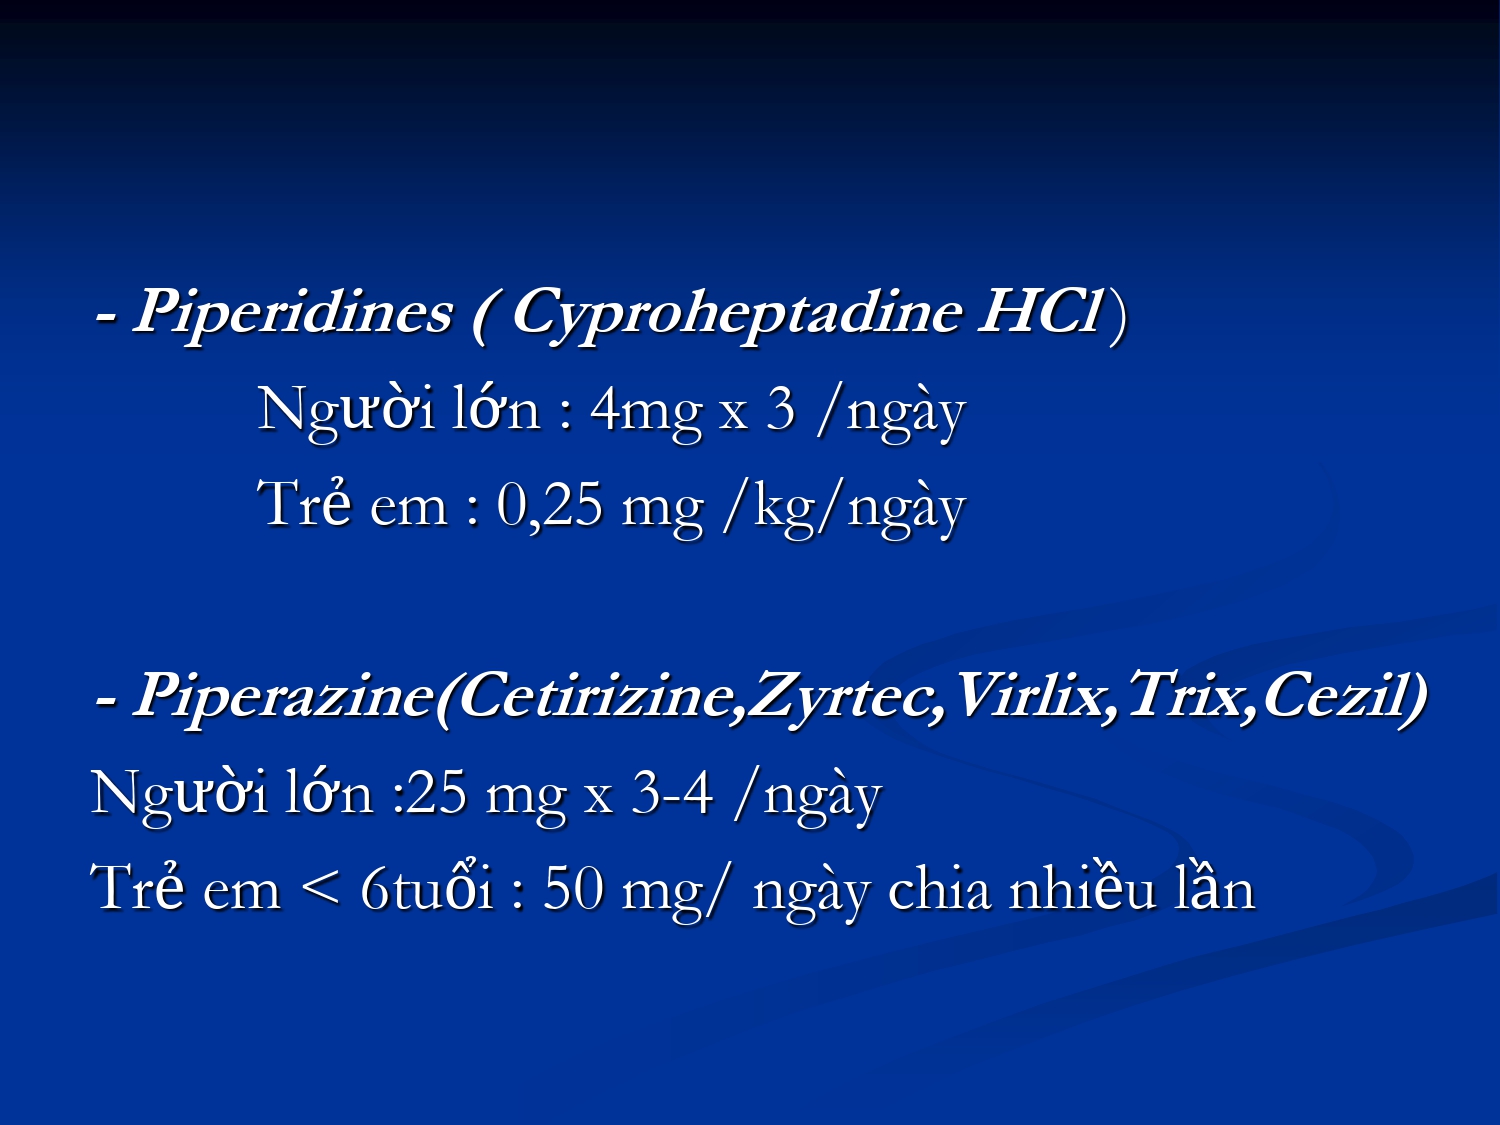 - Piperidines ( Cyproheptadine HCl )
Người lớn : 4mg x 3 /ngày
Trẻ em : 0,25 mg /kg/ngày
- Piperazine(Cetirizine,Zyrtec,Virlix,Trix,Cezil)
Người lớn :25 mg x 3-4 /ngày
Trẻ em < 6tuổi : 50 mg/ ngày chia nhiều lần